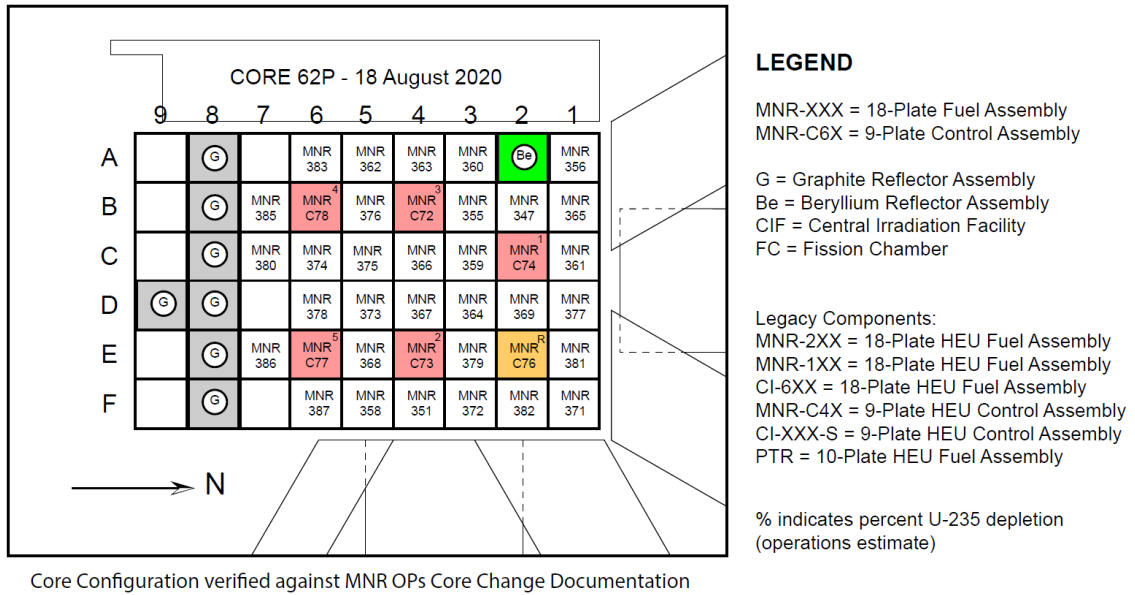 CORE 62P - 18 August 2020
9 8 7 6 5 4 3 2 1
A G MNR 383 MNR 362 MNR 363 MNR 360 Be MNR 356
B G MNR 385 MNR C78 4 MNR 376 MNR C72 3 MNR 355 MNR 347 MNR 365
C G MNR 380 MNR 374 MNR 375 MNR 366 MNR 359 MNR C74 1 MNR 361
D G G MNR 378 MNR 373 MNR 367 MNR 364 MNR 369 MNR 377
E G MNR 386 MNR C77 5 MNR 368 MNR C73 2 MNR 379 MNR C76 R MNR 381
F G MNR 387 MNR 358 MNR 351 MNR 372 MNR 382 MNR 371
N
Core Configuration verified against MNR OPs Core Change Documentation
LEGEND
MNR-XXX = 18-Plate Fuel Assembly
MNR-C6X = 9-Plate Control Assembly
G = Graphite Reflector Assembly
Be = Beryllium Reflector Assembly
CIF = Central Irradiation Facility
FC = Fission Chamber
Legacy Components:
MNR-2XX = 18-Plate HEU Fuel Assembly
MNR-1XX = 18-Plate HEU Fuel Assembly
CI-6XX = 18-Plate HEU Fuel Assembly
MNR-C4X = 9-Plate HEU Control Assembly
CI-XXX-S = 9-Plate HEU Control Assembly
PTR = 10-Plate HEU Fuel Assembly
% indicates percent U-235 depletion
(operations estimate)